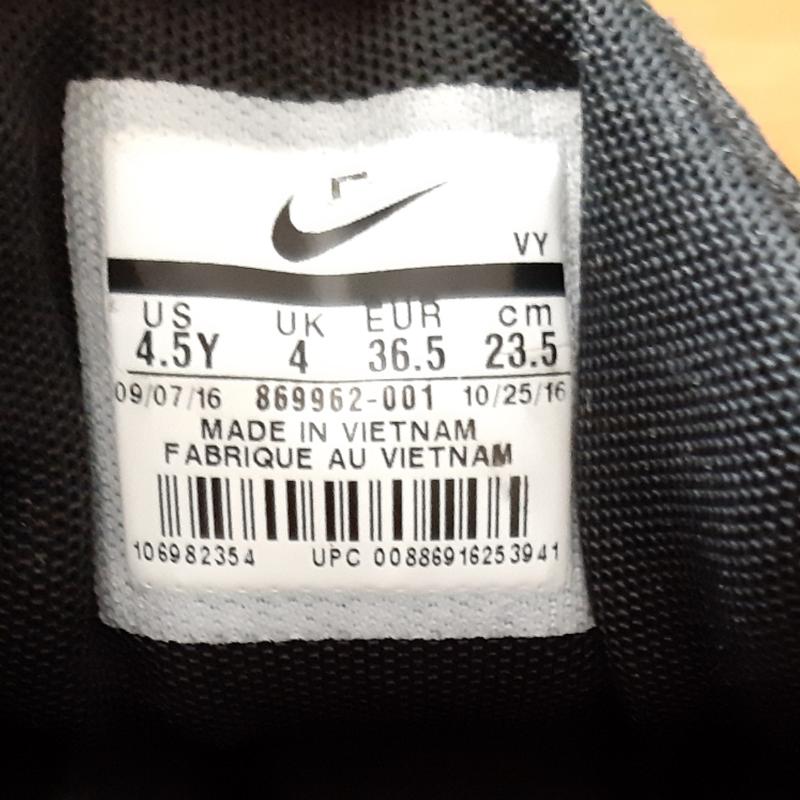 VY
US UK EUR cm
4.5Y 4 36.5 23.5
09/07/16 869962-001 10/25/16
MADE IN VIETNAM
FABRIQUE AU VIETNAM
106982354 UPC 00886916253941